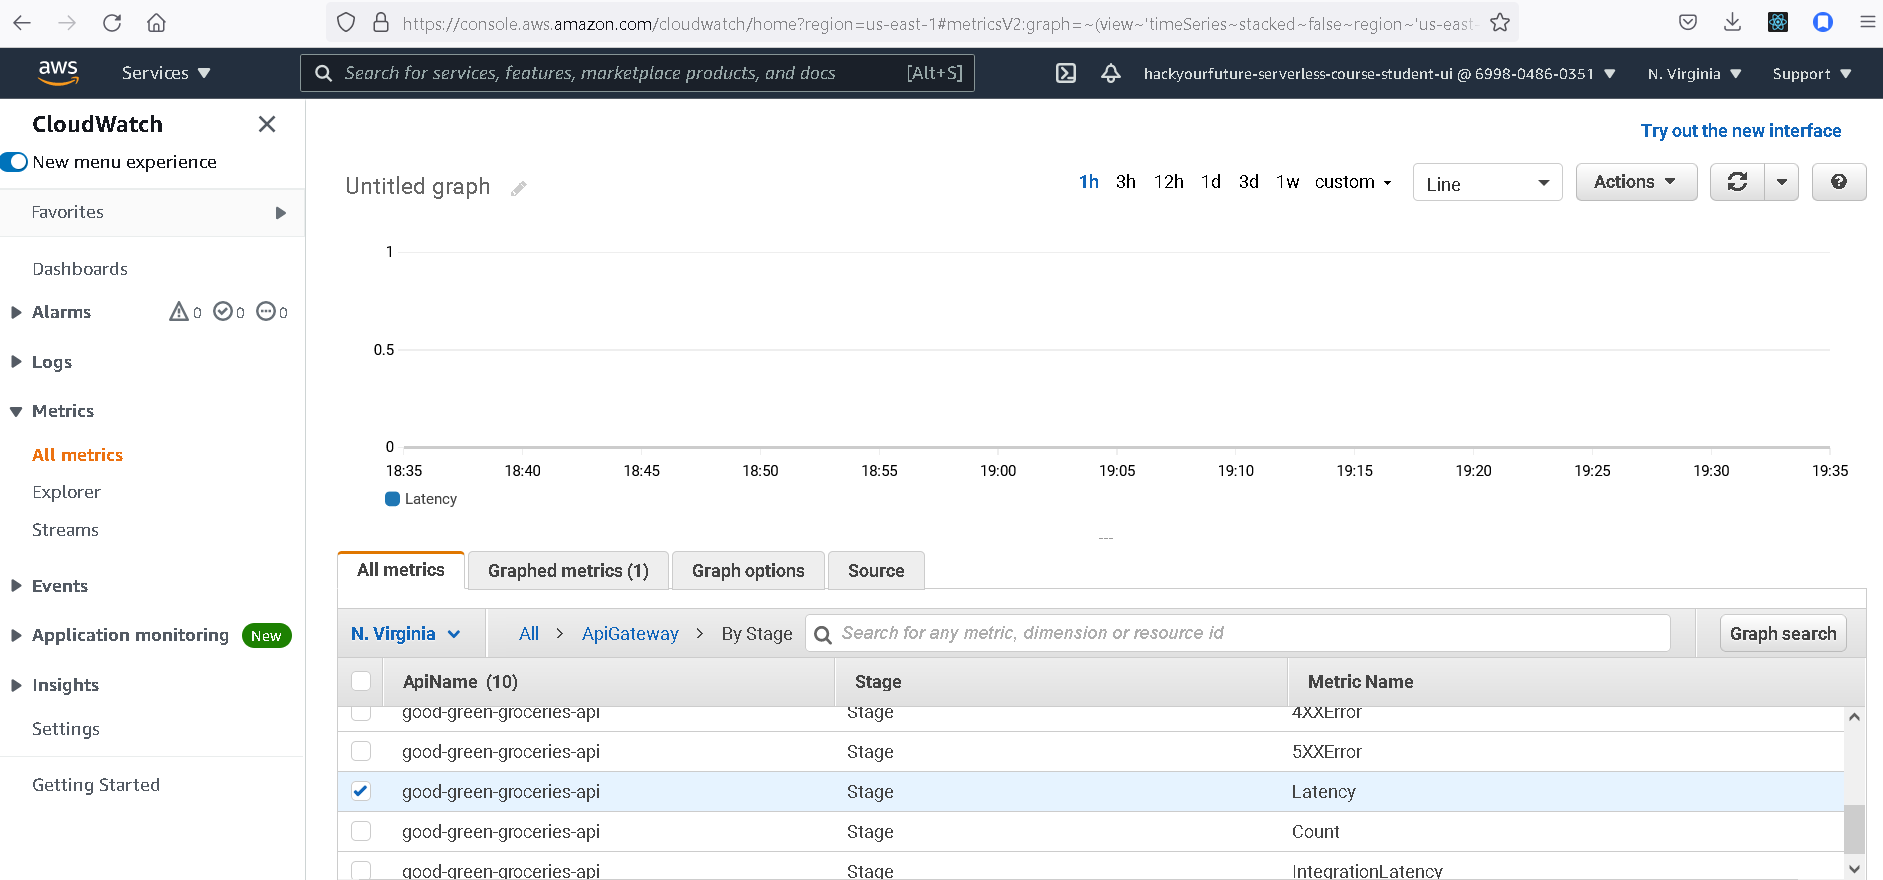 https://console.aws.amazon.com/cloudwatch/home?region=us-east-1#metricsV2:graph=~(view~'timeSeries~stacked~false~region~'us-east-
aws Services Search for services, features, marketplace products, and docs [Alt+S] hackyourfuture-serverless-course-student-ui @ 6998-0486-0351 N. Virginia Support
CloudWatch
New menu experience
Favorites
Dashboards
Alarms 0 0 0
Logs
Metrics
All metrics
Explorer
Streams
Events
Application monitoring New
Insights
Settings
Getting Started
Try out the new interface
Untitled graph 1h 3h 12h 1d 3d 1w custom Line Actions
1
0.5
0
18:35 18:40 18:45 18:50 18:55 19:00 19:05 19:10 19:15 19:20 19:25 19:30 19:35
Latency
All metrics Graphed metrics (1) Graph options Source
N. Virginia All > ApiGateway > By Stage Search for any metric, dimension or resource id Graph search
ApiName (10) Stage Metric Name
good-green-groceries-api Stage 4XXError
good-green-groceries-api Stage 5XXError
good-green-groceries-api Stage Latency
good-green-groceries-api Stage Count
good-green-groceries-api Stage IntegrationLatency